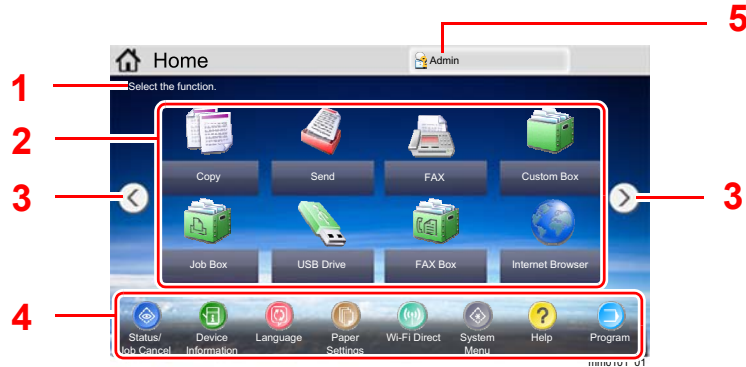 5
Home
Admin
1
Select the function.
2
Copy
Send
FAX
Custom Box
3
3
Job Box
USB Drive
FAX Box
Internet Browser
4
Status/
Job Cancel
Device
Information
Language
Paper
Settings
Wi-Fi Direct
System
Menu
?
Help
Program
mm0101_01